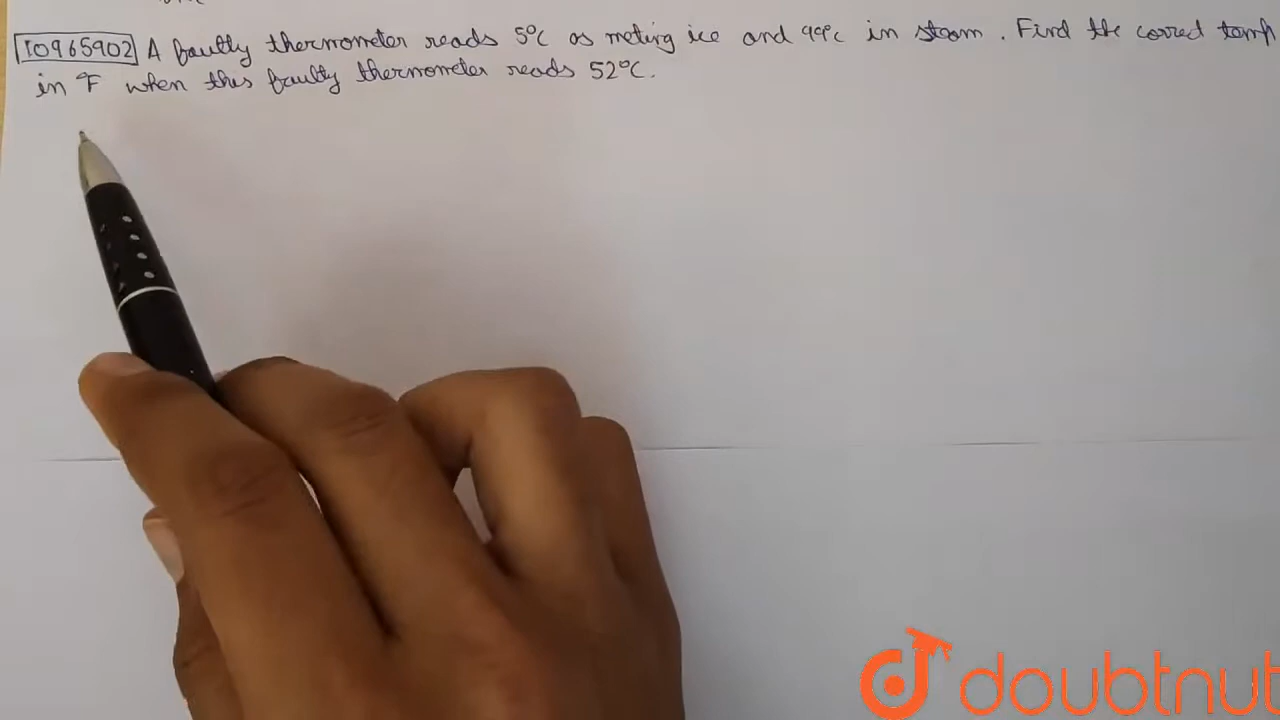 10965902 A faulty thermometer reads 5°C as melting ice and 99°C in steam. Find the correct temp
in °F when this faulty thermometer reads 52°C.
doubtnut